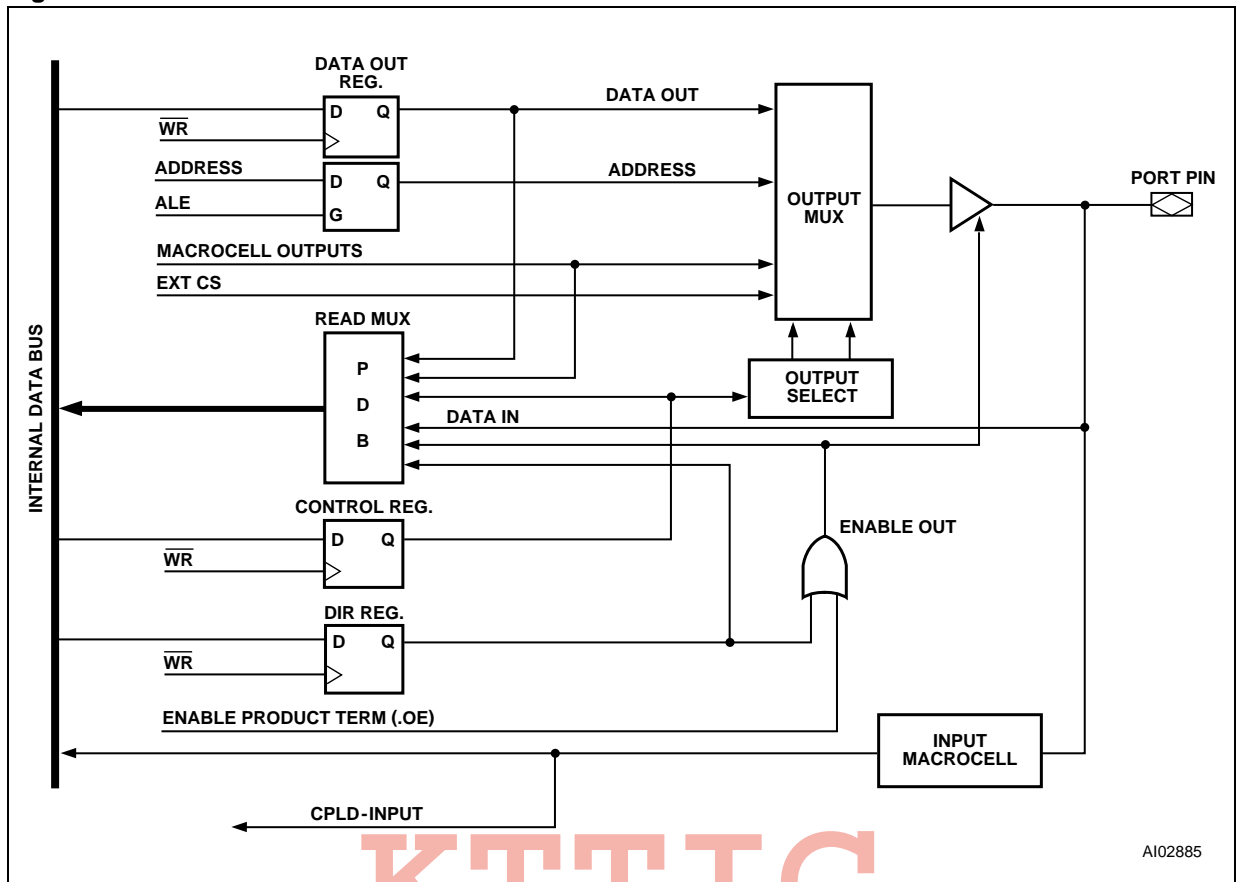 DATA OUT
REG.
D Q
DATA OUT
WR
ADDRESS
D Q
ADDRESS
ALE
G
OUTPUT
MUX
PORT PIN
MACROCELL OUTPUTS
EXT CS
READ MUX
P
D
B
OUTPUT
SELECT
DATA IN
INTERNAL DATA BUS
CONTROL REG.
D Q
WR
ENABLE OUT
DIR REG.
D Q
WR
ENABLE PRODUCT TERM (.OE)
INPUT
MACROCELL
CPLD-INPUT
AI02885